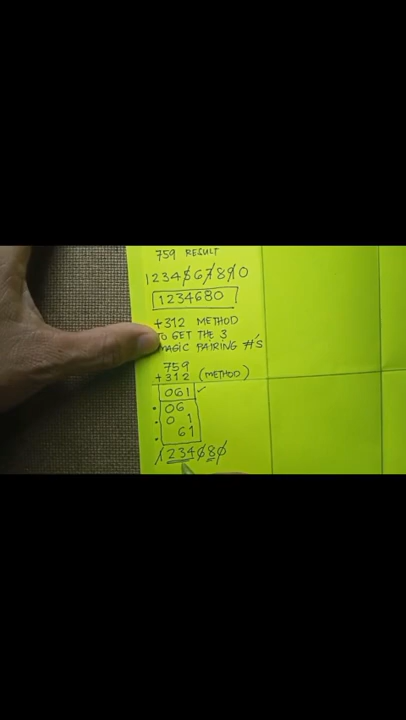 759 RESULT
1234567890
1234680
+312 METHOD
TO GET THE 3
MAGIC PAIRING #'S
759
+312 (METHOD)
061 ✓
• 06
• 0 1
• 61
1234680